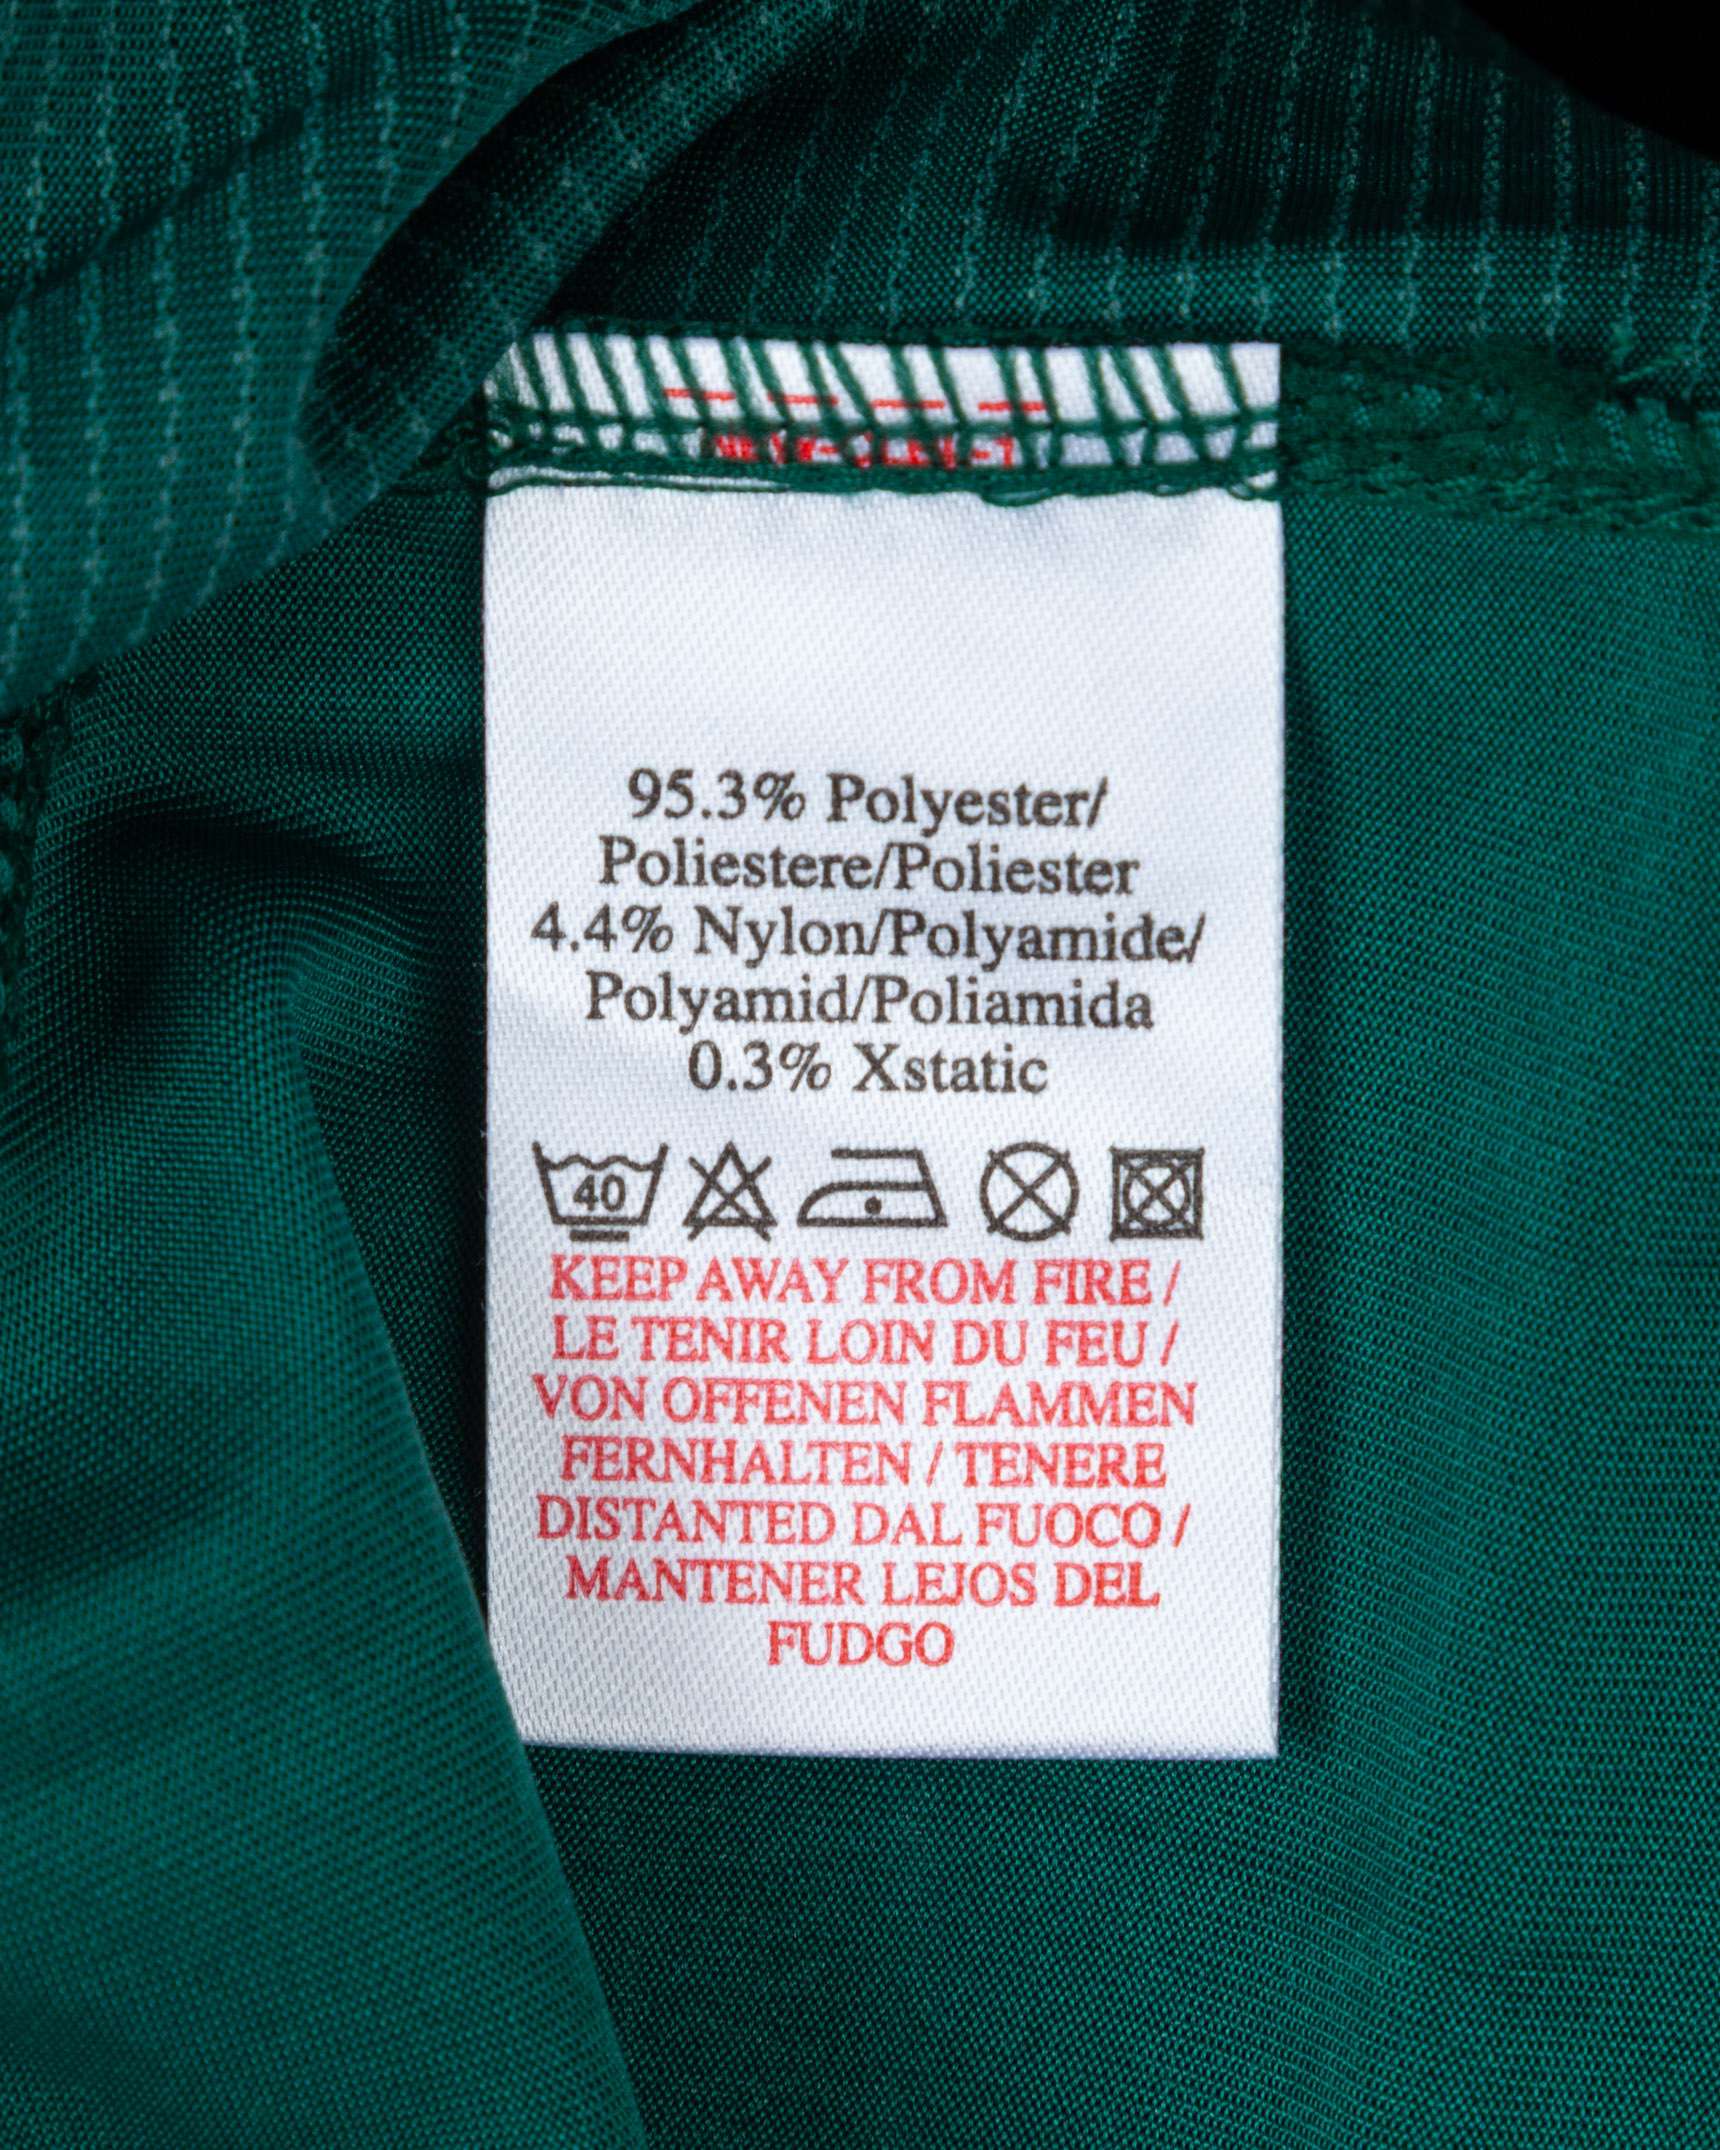 95.3% Polyester/
Poliestere/Poliester
4.4% Nylon/Polyamide/
Polyamid/Poliamida
0.3% Xstatic
40
KEEP AWAY FROM FIRE /
LE TENIR LOIN DU FEU /
VON OFFENEN FLAMMEN
FERNHALTEN / TENERE
DISTANTED DAL FUOCO /
MANTENER LEJOS DEL
FUDGO